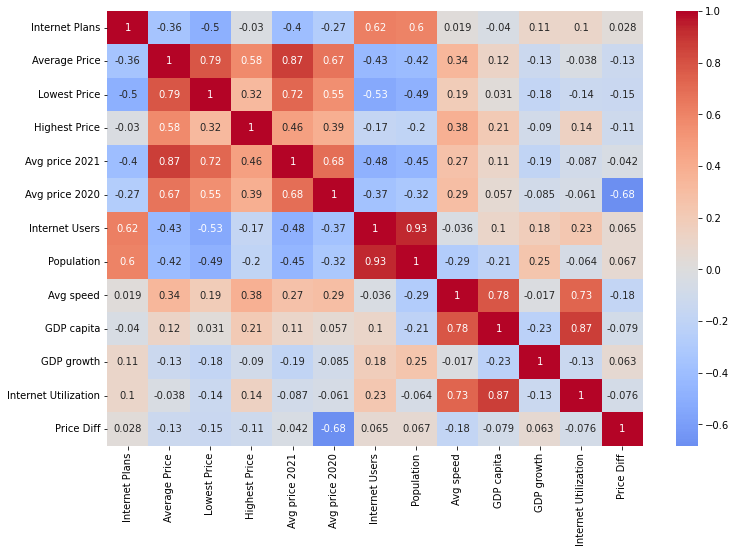 Internet Plans 1 -0.36 -0.5 -0.03 -0.4 -0.27 0.62 0.6 0.019 -0.04 0.11 0.1 0.028
Average Price -0.36 1 0.79 0.58 0.87 0.67 -0.43 -0.42 0.34 0.12 -0.13 -0.038 -0.13
Lowest Price -0.5 0.79 1 0.32 0.72 0.55 -0.53 -0.49 0.19 0.031 -0.18 -0.14 -0.15
Highest Price -0.03 0.58 0.32 1 0.46 0.39 -0.17 -0.2 0.38 0.21 -0.09 0.14 -0.11
Avg price 2021 -0.4 0.87 0.72 0.46 1 0.68 -0.48 -0.45 0.27 0.11 -0.19 -0.087 -0.042
Avg price 2020 -0.27 0.67 0.55 0.39 0.68 1 -0.37 -0.32 0.29 0.057 -0.085 -0.061 -0.68
Internet Users 0.62 -0.43 -0.53 -0.17 -0.48 -0.37 1 0.93 -0.036 0.1 0.18 0.23 0.065
Population 0.6 -0.42 -0.49 -0.2 -0.45 -0.32 0.93 1 -0.29 -0.21 0.25 -0.064 0.067
Avg speed 0.019 0.34 0.19 0.38 0.27 0.29 -0.036 -0.29 1 0.78 -0.017 0.73 -0.18
GDP capita -0.04 0.12 0.031 0.21 0.11 0.057 0.1 -0.21 0.78 1 -0.23 0.87 -0.079
GDP growth 0.11 -0.13 -0.18 -0.09 -0.19 -0.085 0.18 0.25 -0.017 -0.23 1 -0.13 0.063
Internet Utilization 0.1 -0.038 -0.14 0.14 -0.087 -0.061 0.23 -0.064 0.73 0.87 -0.13 1 -0.076
Price Diff 0.028 -0.13 -0.15 -0.11 -0.042 -0.68 0.065 0.067 -0.18 -0.079 0.063 -0.076 1
Internet Plans
Average Price
Lowest Price
Highest Price
Avg price 2021
Avg price 2020
Internet Users
Population
Avg speed
GDP capita
GDP growth
Internet Utilization
Price Diff
1.0
0.8
0.6
0.4
0.2
0.0
−0.2
−0.4
−0.6